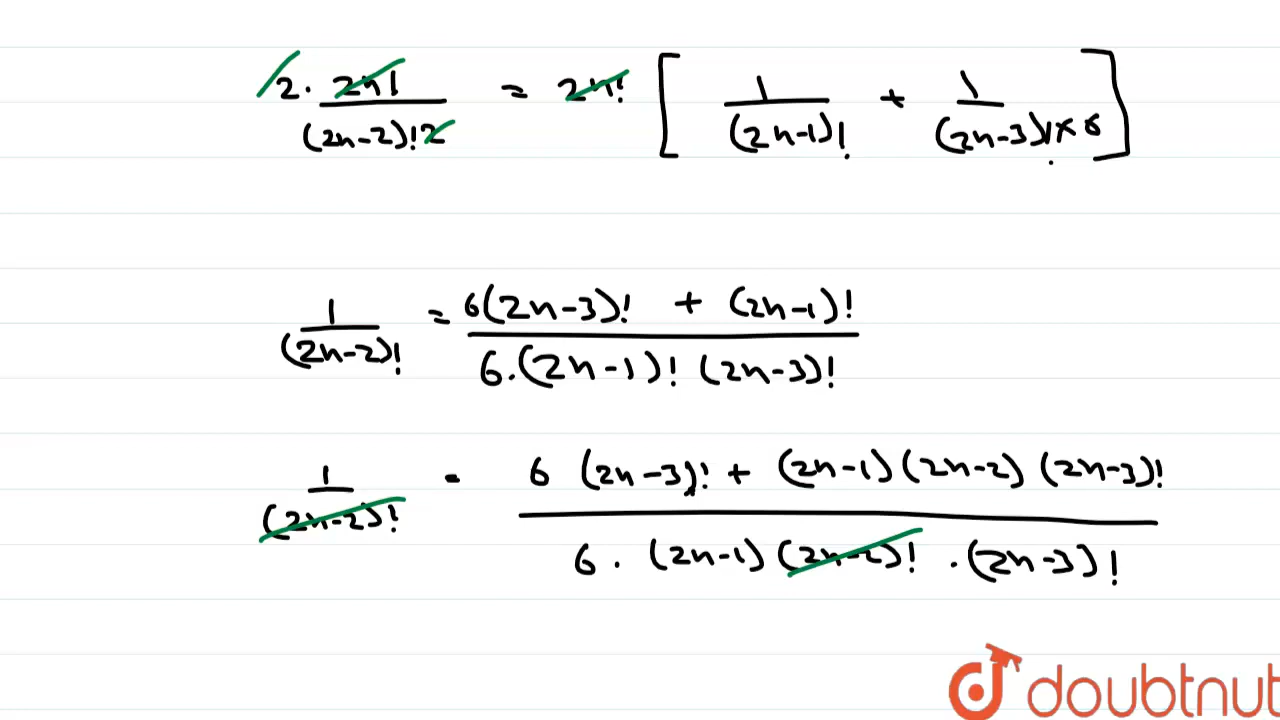 2 · 2n! / (2n-2)! 2 = 2n! [ 1 / (2n-1)! + 1 / (2n-3)! × 6 ]
1 / (2n-2)! = 6(2n-3)! + (2n-1)! / 6·(2n-1)! (2n-3)!
1 / (2n-2)! = 6 (2n-3)! + (2n-1)(2n-2)(2n-3)! / 6 · (2n-1)(2n-2)! · (2n-3)!
doubtnut